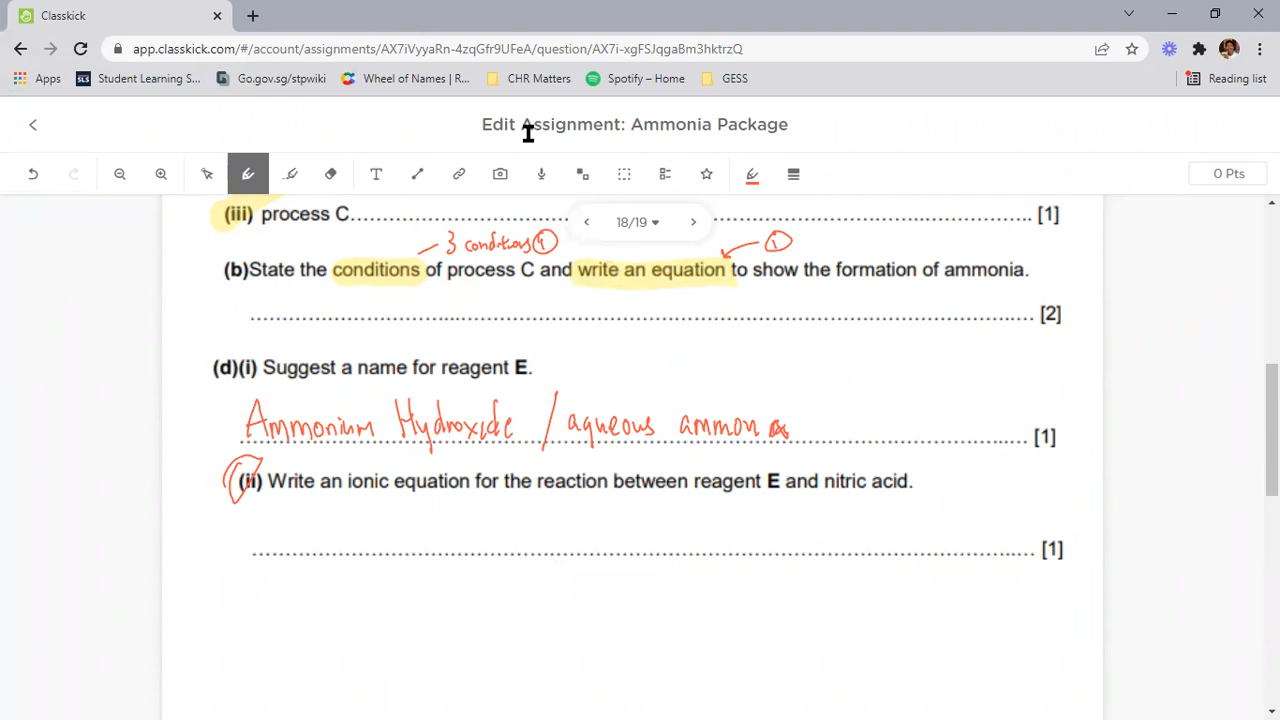 Classkick
app.classkick.com/#/account/assignments/AX7iVyyaRn-4zqGfr9UFeA/question/AX7i-xgFSJqgaBm3hktrzQ
Apps Student Learning S... Go.gov.sg/stpwiki Wheel of Names | R... CHR Matters Spotify – Home GESS Reading list
Edit Assignment: Ammonia Package
T 0 Pts
(iii) process C.................................................................. [1]
18/19
3 conditions 1 1
(b)State the conditions of process C and write an equation to show the formation of ammonia.
.................................................................. [2]
(d)(i) Suggest a name for reagent E.
Ammonium Hydroxide / aqueous ammonia
.................................................................. [1]
(ii) Write an ionic equation for the reaction between reagent E and nitric acid.
.................................................................. [1]